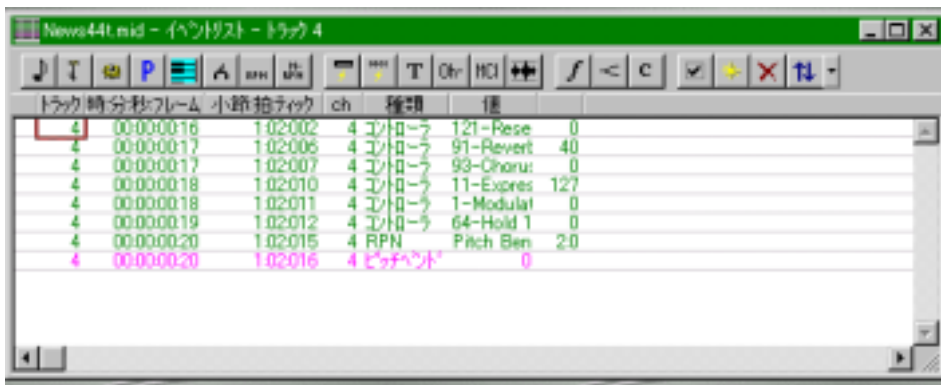 News44t.mid - イベントリスト - トラック 4
P T Chr MCI f < c
トラック 時:分:秒:フレーム 小節:拍:ティック ch 種類 値
4 00:00:00:16 1:02:002 4 コントローラ 121-Rese 0
4 00:00:00:17 1:02:006 4 コントローラ 91-Revert 40
4 00:00:00:17 1:02:007 4 コントローラ 93-Chorus 0
4 00:00:00:18 1:02:010 4 コントローラ 11-Expres 127
4 00:00:00:18 1:02:011 4 コントローラ 1-Modulat 0
4 00:00:00:19 1:02:012 4 コントローラ 64-Hold 1 0
4 00:00:00:20 1:02:015 4 RPN Pitch Ben 2:0
4 00:00:00:20 1:02:016 4 ピッチベンド 0